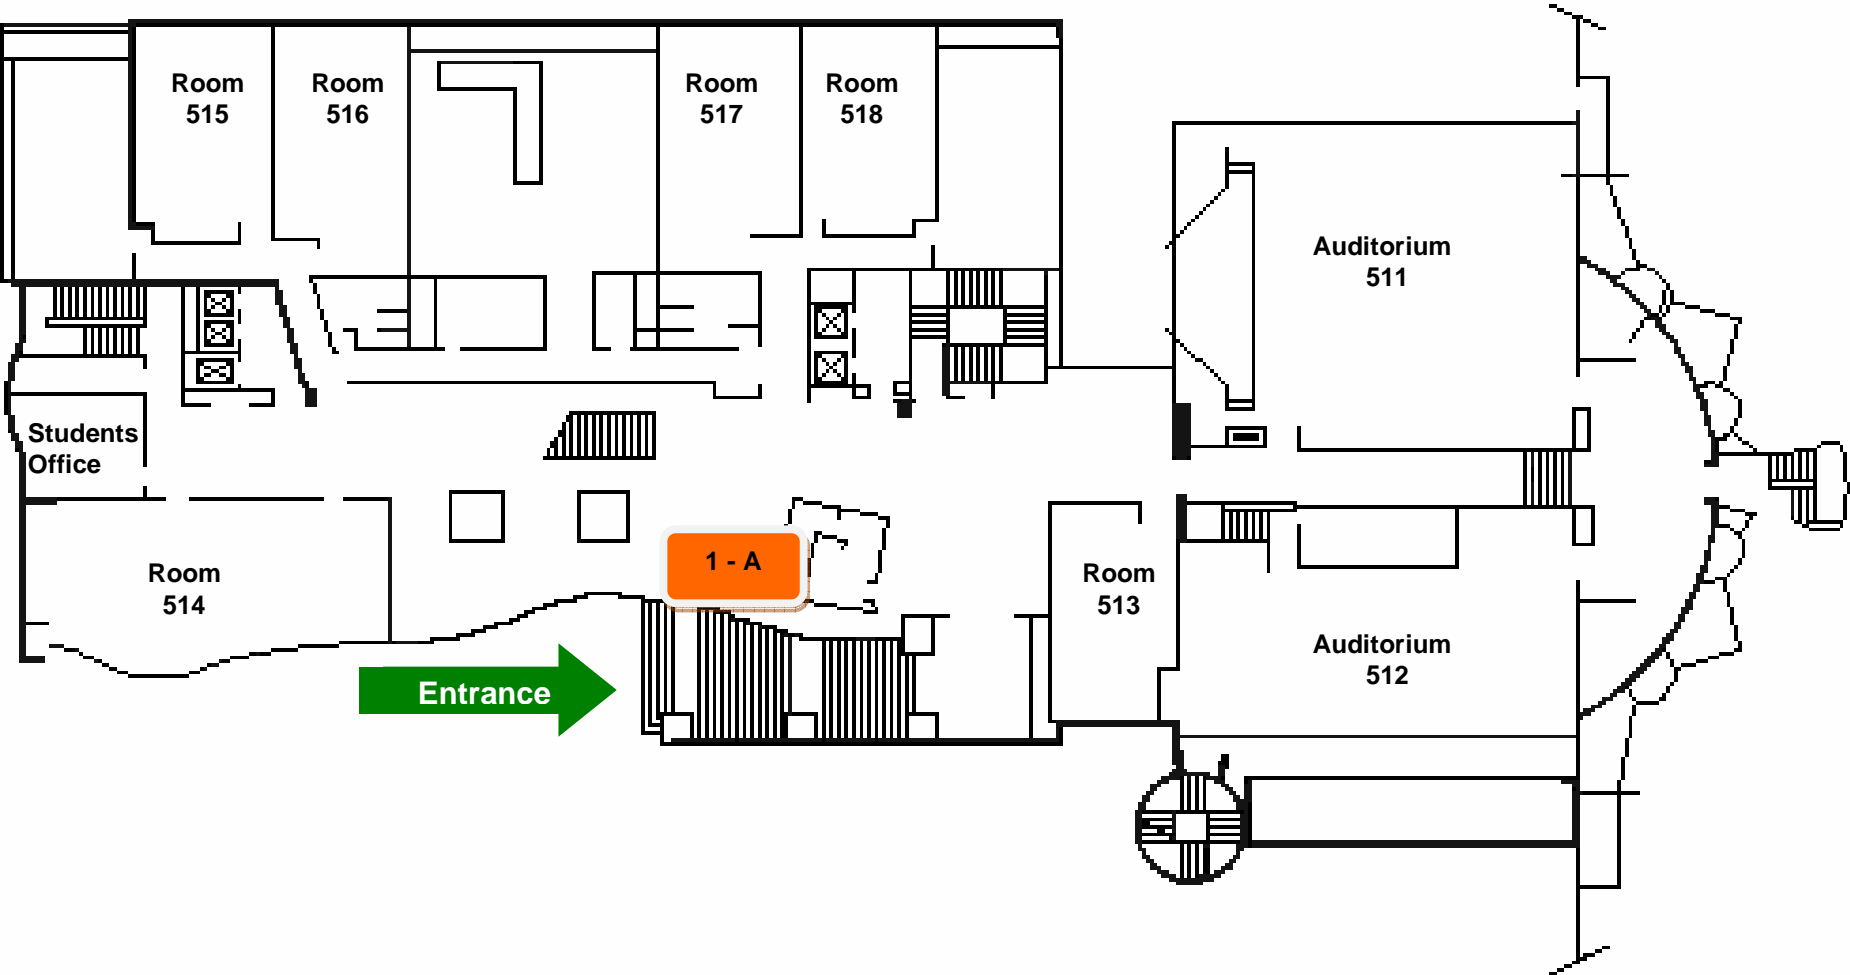 Room
515
Room
516
Room
517
Room
518
Auditorium
511
Students
Office
Room
514
1 - A
Room
513
Entrance
Auditorium
512